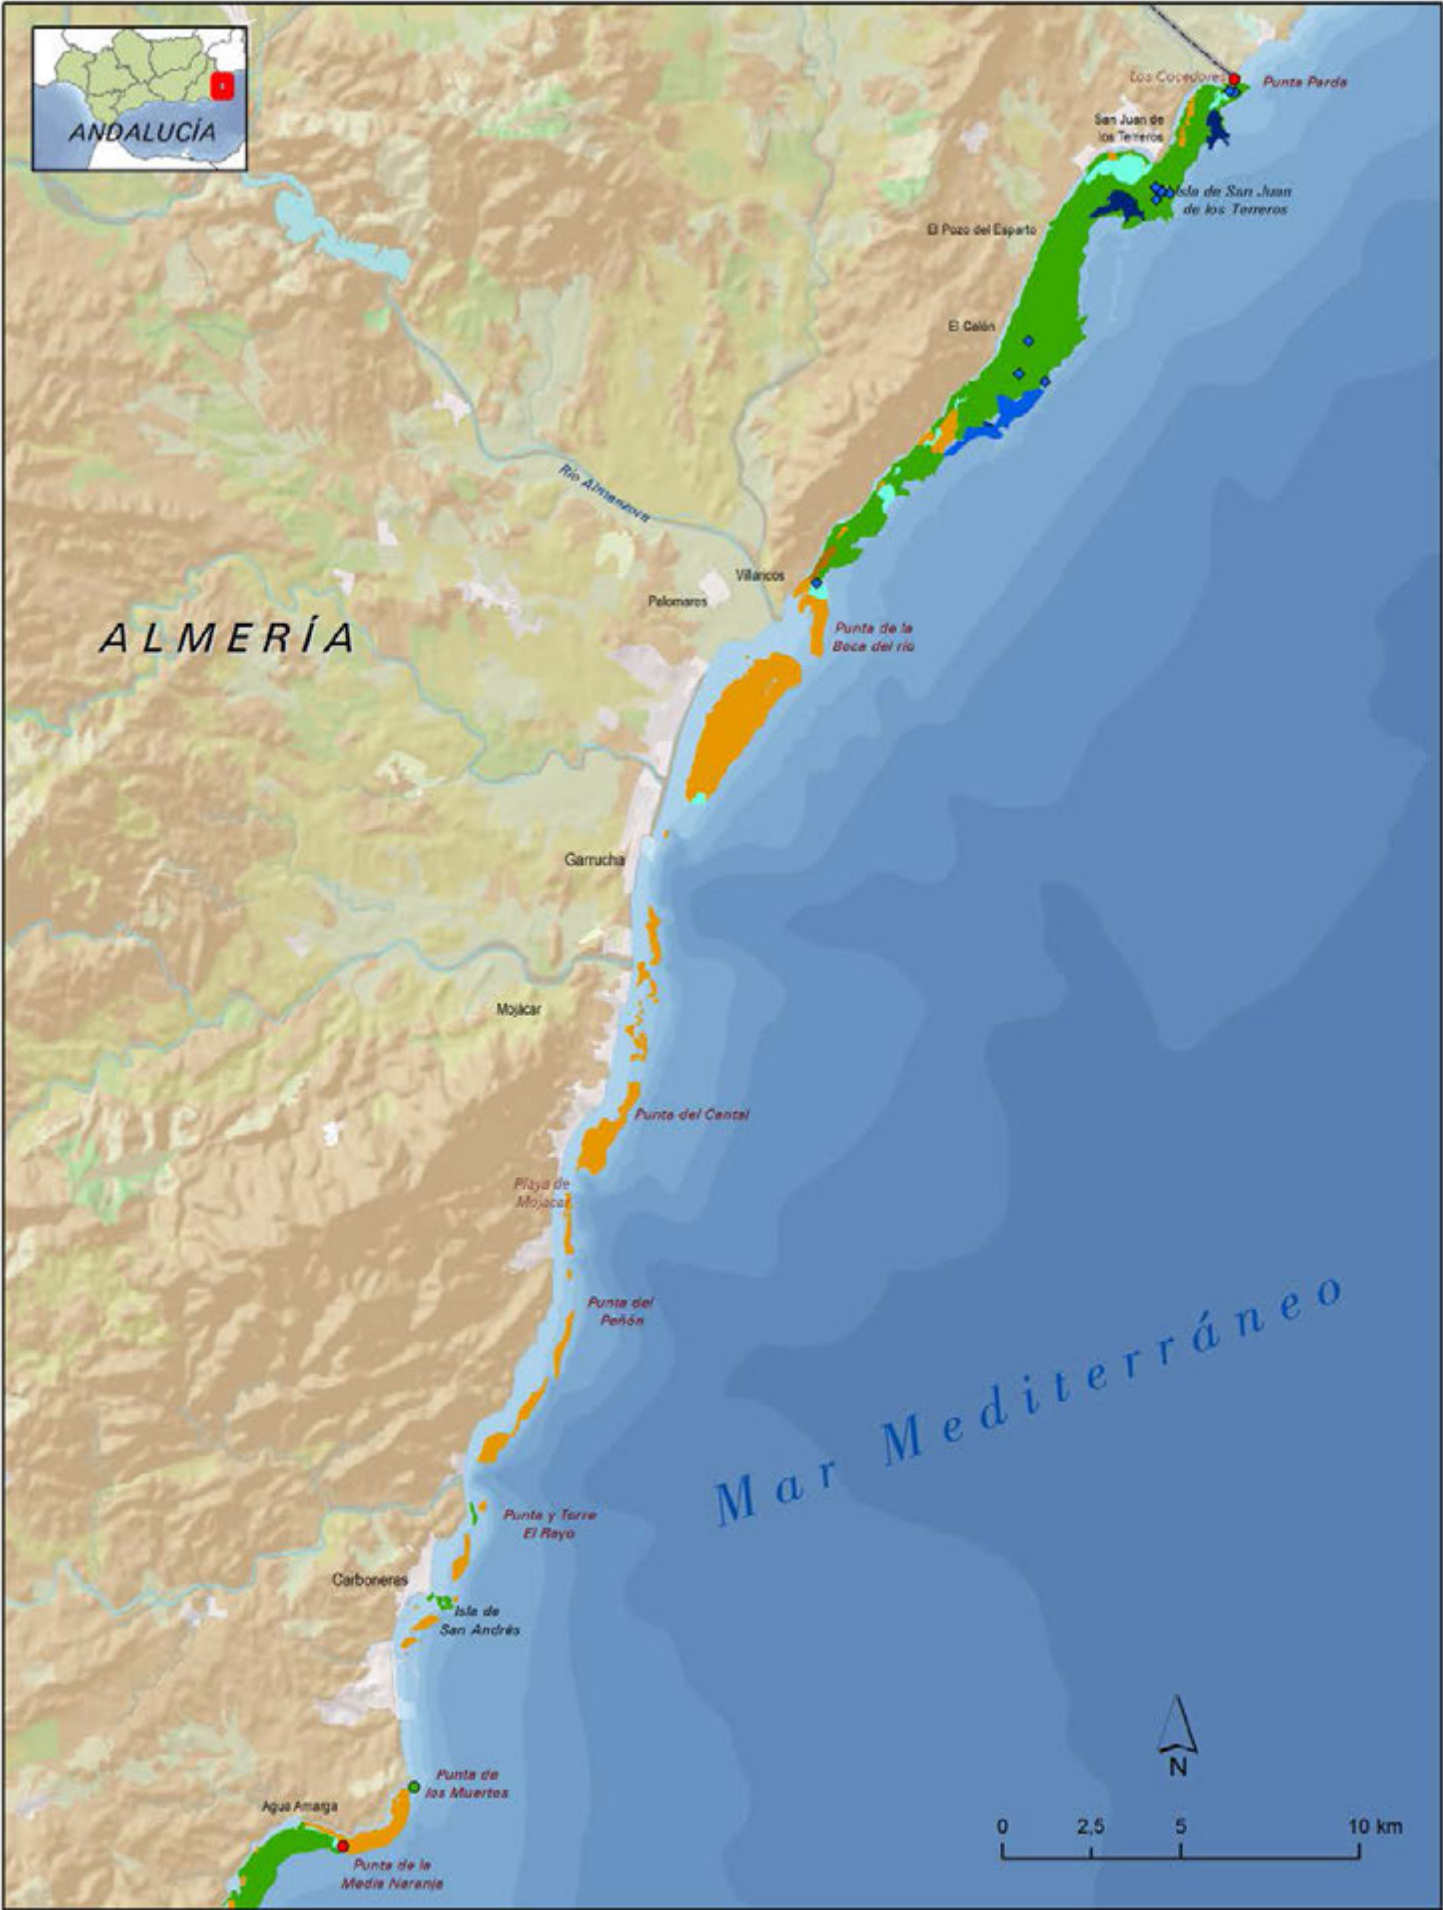 ANDALUCÍA
Los Cocedores
Punta Parda
San Juan de
los Terreros
Isla de San Juan
de los Terreros
El Pozo del Esparto
El Calón
Río Almanzora
Villaricos
Palomares
Punta de la
Boca del río
ALMERÍA
Garrucha
Mojácar
Punta del Cantal
Playa de
Mojacar
Punta del
Peñón
Mar Mediterráneo
Punta y Torre
El Rayo
Carboneras
Isla de
San Andrés
N
Punta de
los Muertos
Agua Amarga
0 2,5 5 10 km
Punta de la
Media Naranja